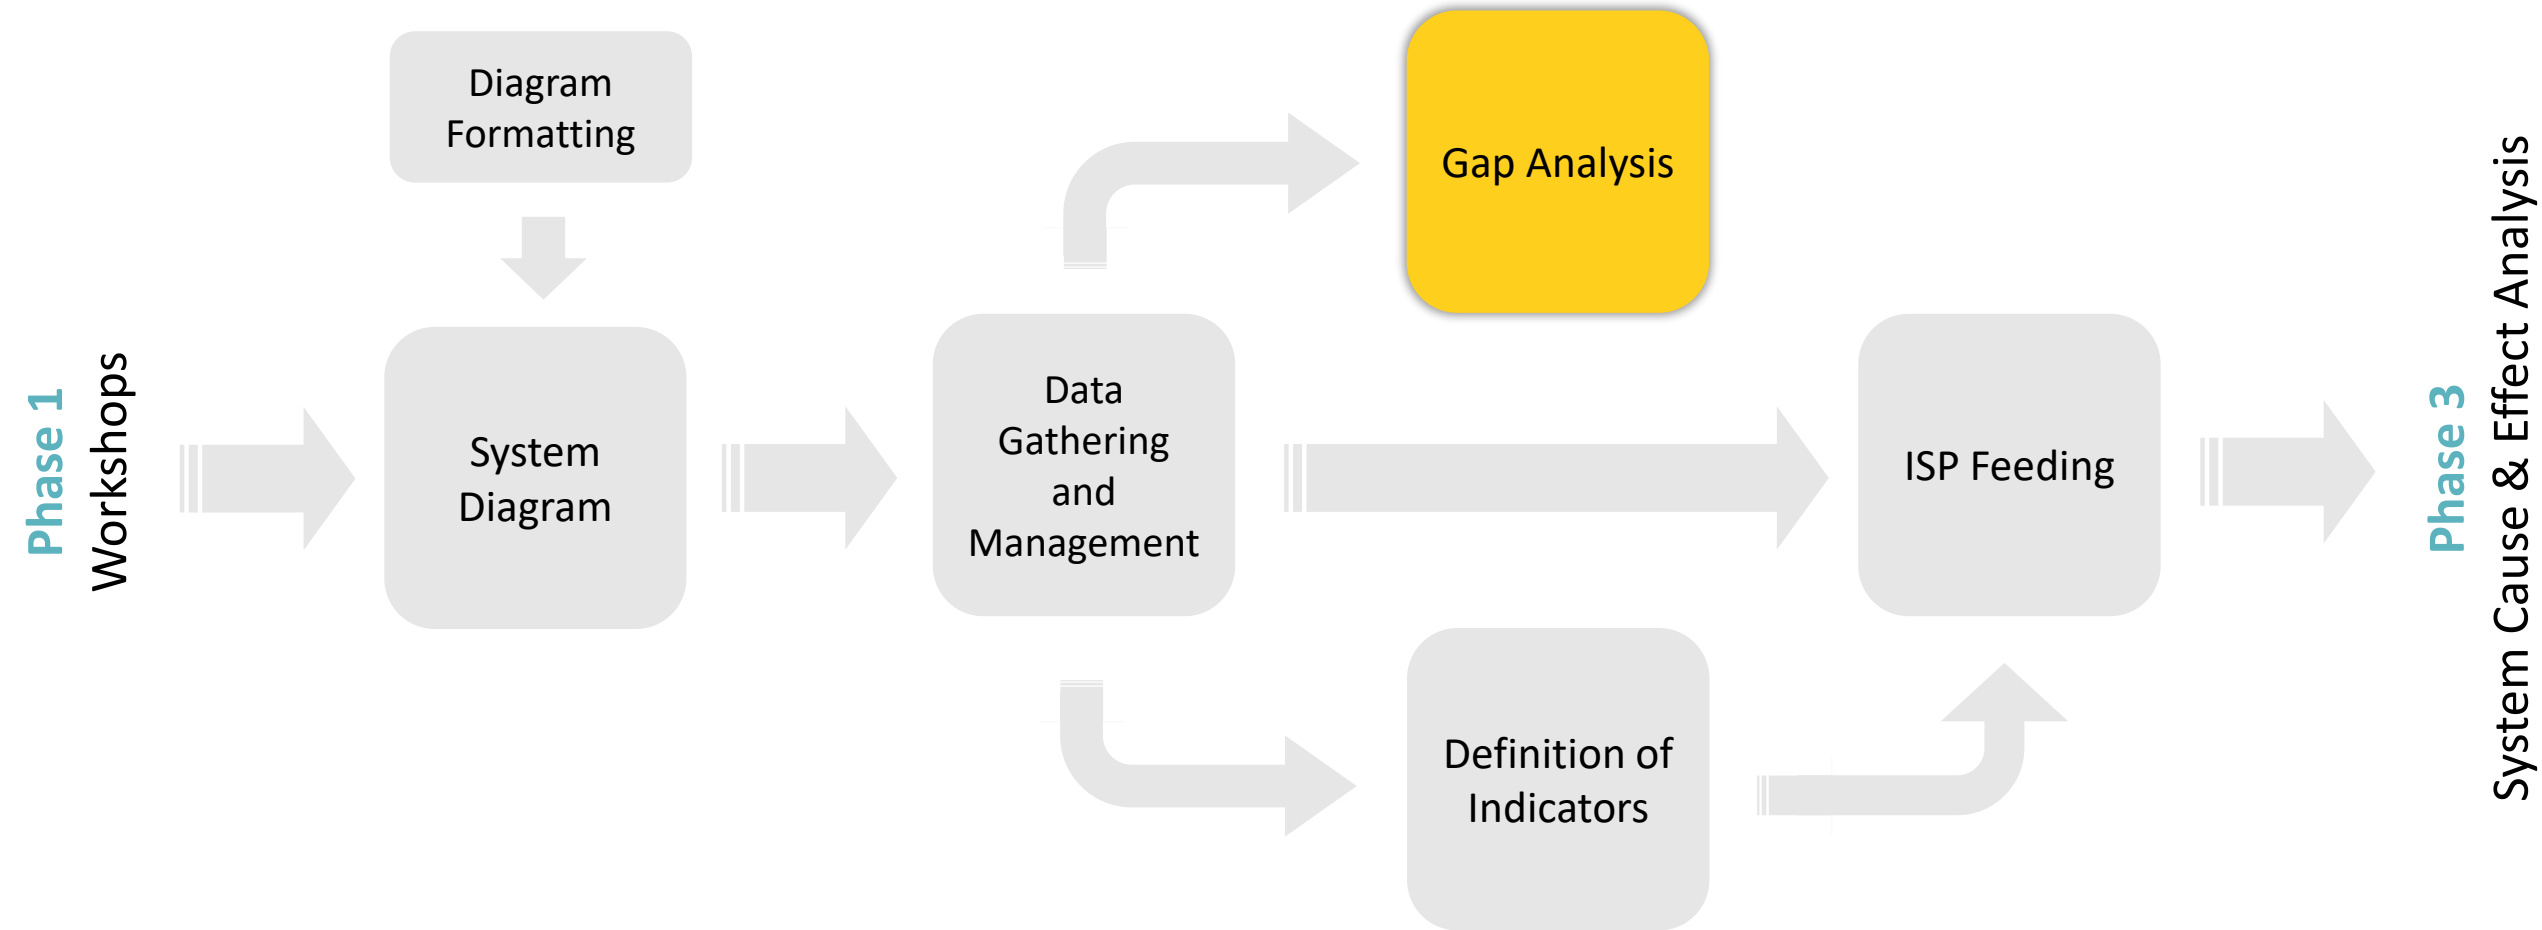 Phase 1
Workshops
Diagram
Formatting
System
Diagram
Data
Gathering
and
Management
Gap Analysis
Definition of
Indicators
ISP Feeding
Phase 3
System Cause & Effect Analysis